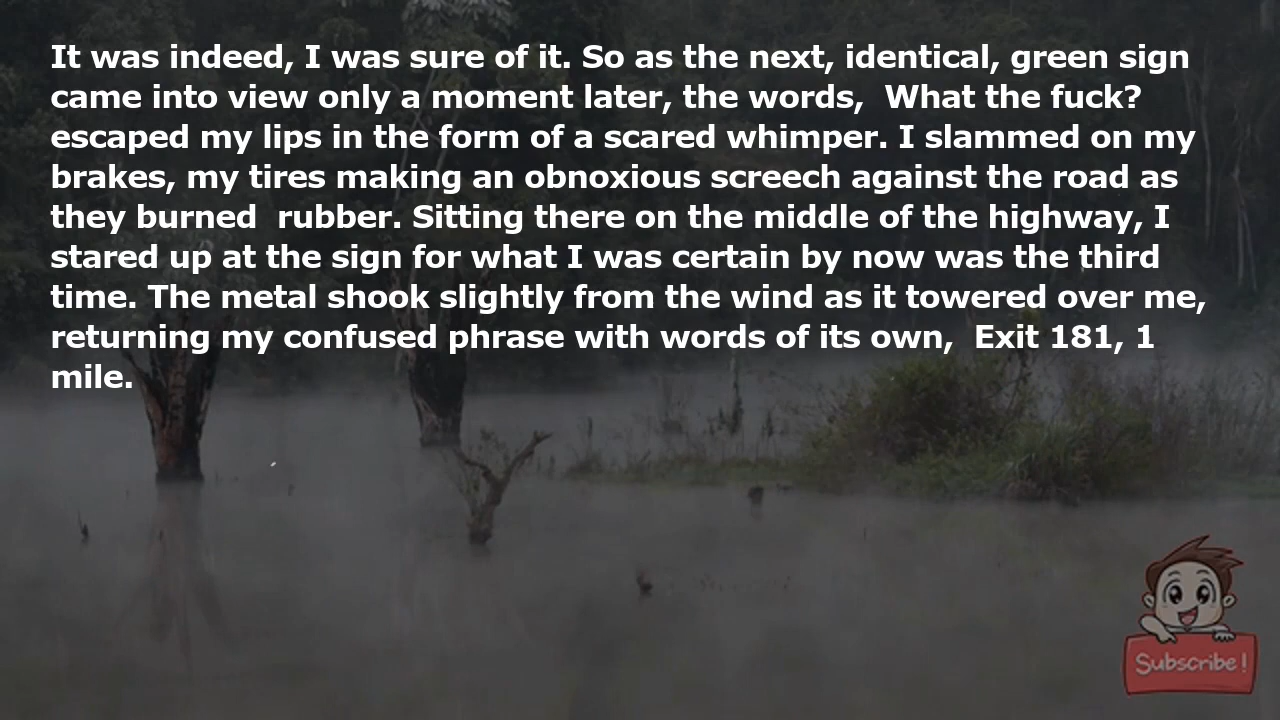 It was indeed, I was sure of it. So as the next, identical, green sign
came into view only a moment later, the words,  What the fuck?
escaped my lips in the form of a scared whimper. I slammed on my
brakes, my tires making an obnoxious screech against the road as
they burned  rubber. Sitting there on the middle of the highway, I
stared up at the sign for what I was certain by now was the third
time. The metal shook slightly from the wind as it towered over me,
returning my confused phrase with words of its own,  Exit 181, 1
mile.
Subscribe!